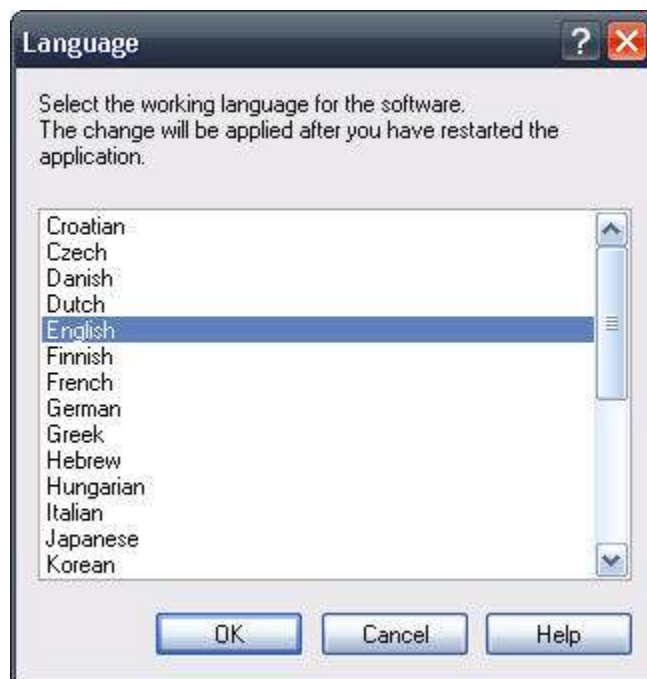 Language
Select the working language for the software.
The change will be applied after you have restarted the
application.
Croatian
Czech
Danish
Dutch
English
Finnish
French
German
Greek
Hebrew
Hungarian
Italian
Japanese
Korean
OK Cancel Help